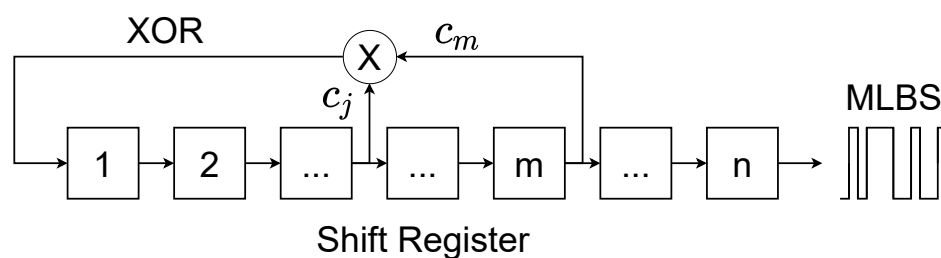 XOR
X
c_m
c_j
MLBS
1 2 ... ... m ... n
Shift Register